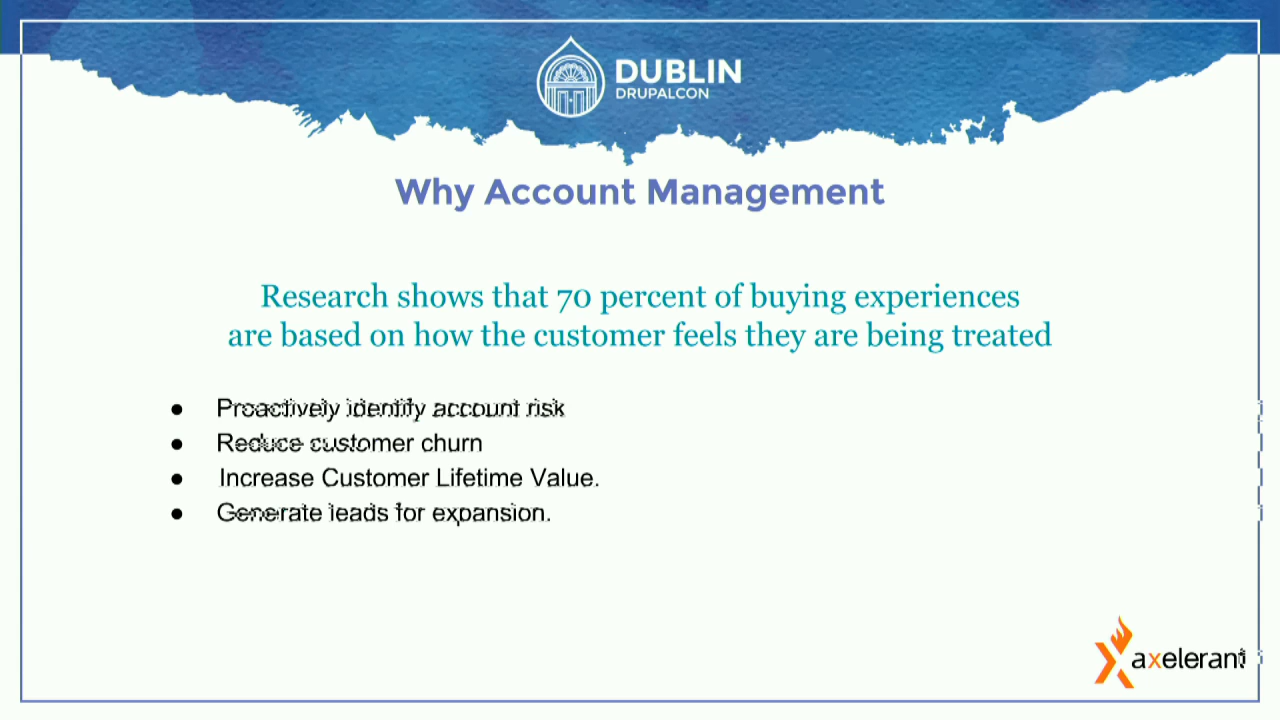 DUBLIN
DRUPALCON
Why Account Management
Research shows that 70 percent of buying experiences
are based on how the customer feels they are being treated
● Proactively identify account risk
● Reduce customer churn
● Increase Customer Lifetime Value.
● Generate leads for expansion.
axelerant